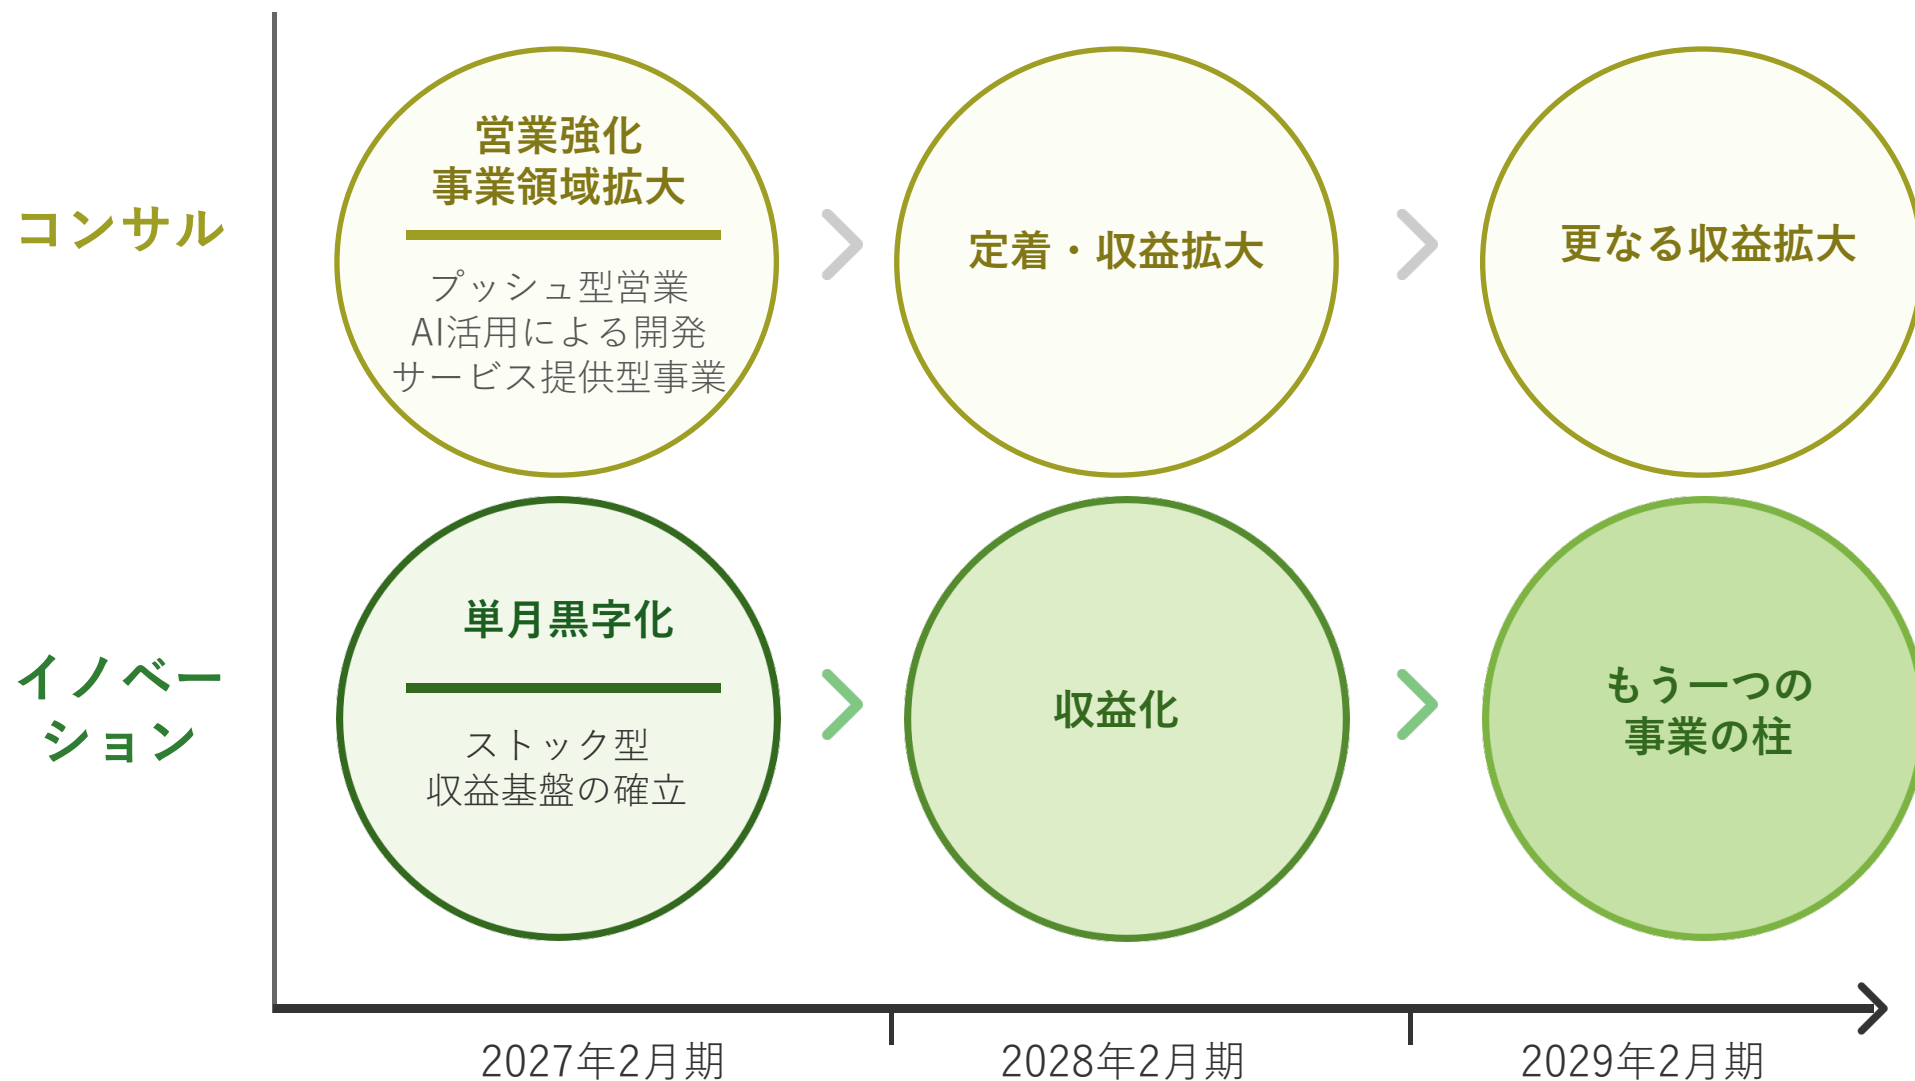 コンサル
営業強化
事業領域拡大
プッシュ型営業
AI活用による開発
サービス提供型事業
定着・収益拡大
更なる収益拡大
イノベー
ション
単月黒字化
ストック型
収益基盤の確立
収益化
もう一つの
事業の柱
2027年2月期
2028年2月期
2029年2月期